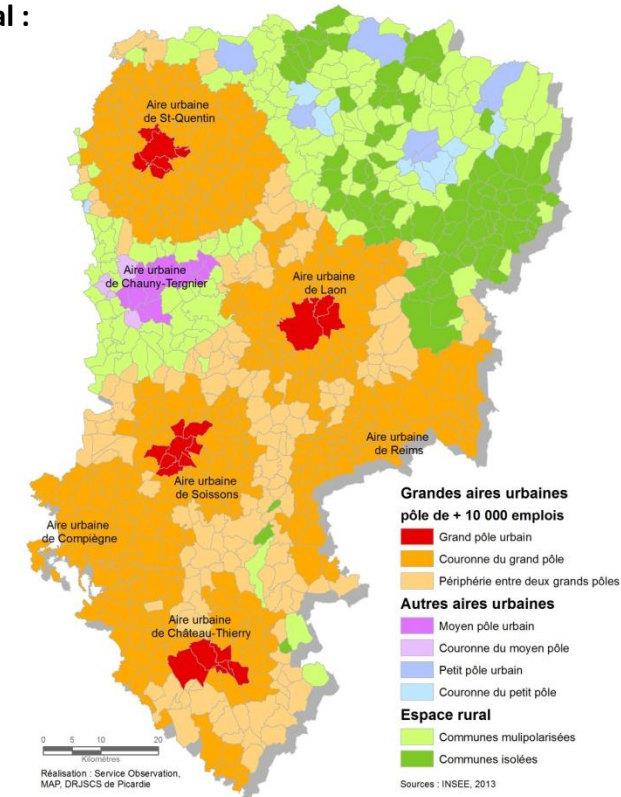 al :
Aire urbaine
de St-Quentin
Aire urbaine
de Chauny-Tergnier
Aire urbaine
de Laon
Aire urbaine
de Reims
Aire urbaine
de Soissons
Aire urbaine
de Compiègne
Aire urbaine
de Château-Thierry
Grandes aires urbaines
pôle de + 10 000 emplois
Grand pôle urbain
Couronne du grand pôle
Périphérie entre deux grands pôles
Autres aires urbaines
Moyen pôle urbain
Couronne du moyen pôle
Petit pôle urbain
Couronne du petit pôle
Espace rural
Communes mulipolarisées
Communes isolées
0 5 10 20
Kilomètres
Réalisation : Service Observation,
MAP, DRJSCS de Picardie
Sources : INSEE, 2013